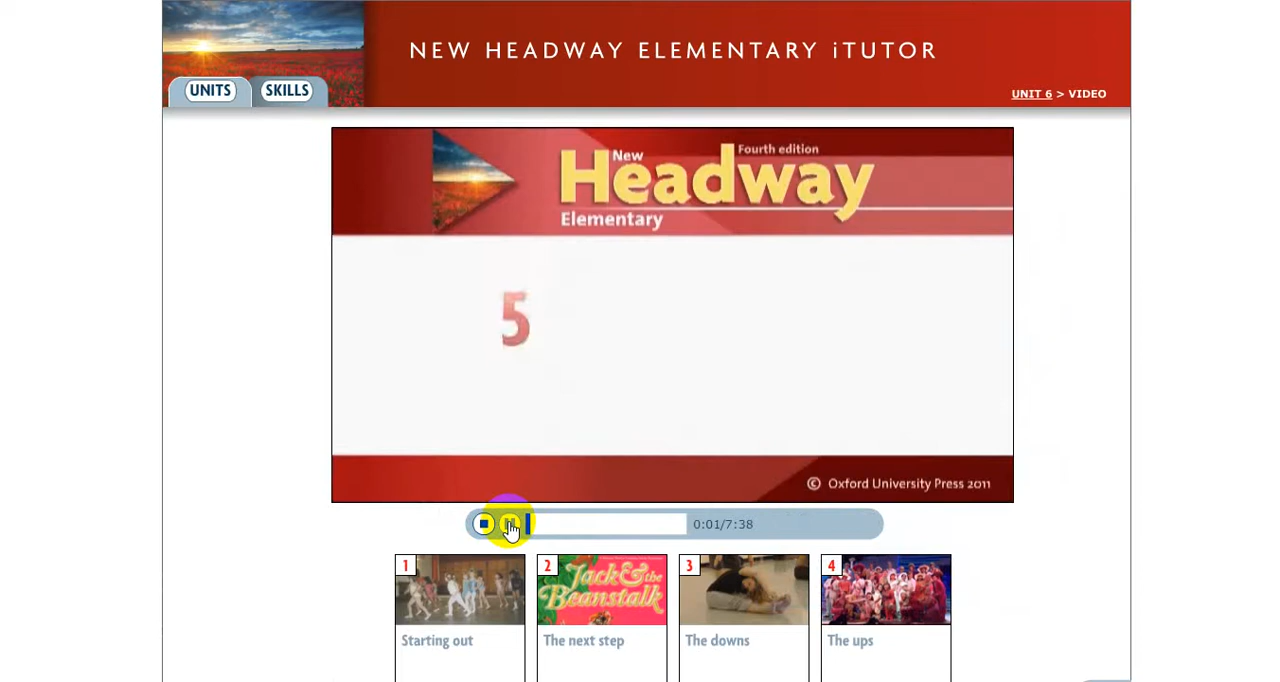 NEW HEADWAY ELEMENTARY iTUTOR
UNITS
SKILLS
UNIT 6 > VIDEO
New
Fourth edition
Headway
Elementary
5
© Oxford University Press 2011
0:01/7:38
1
2
3
4
Jack & the
Beanstalk
Starting out
The next step
The downs
The ups